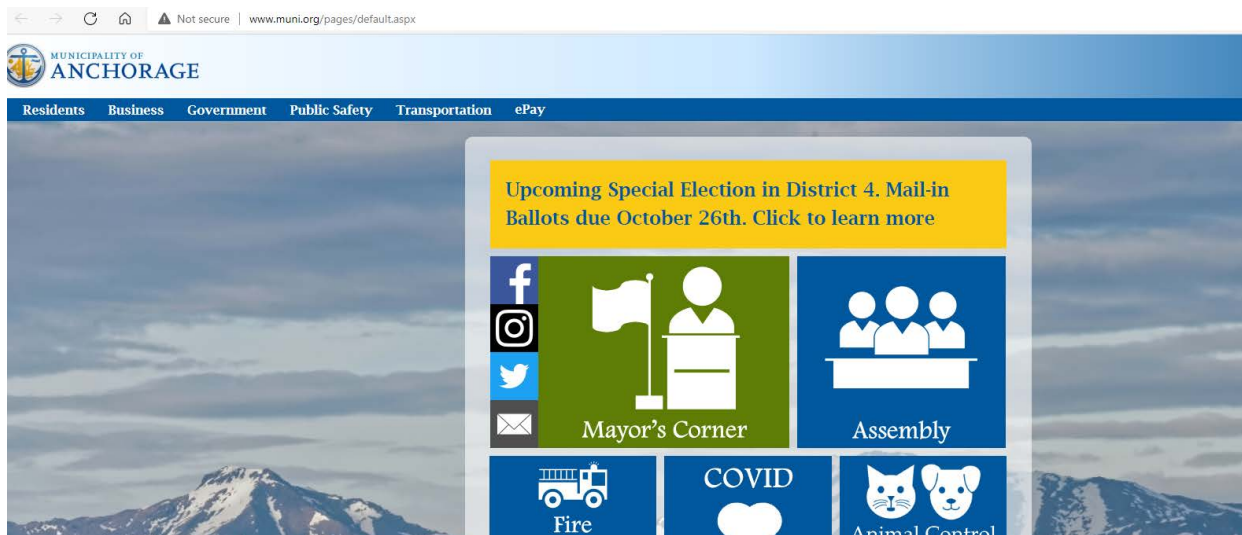 Not secure | www.muni.org/pages/default.aspx
MUNICIPALITY OF
ANCHORAGE
Residents Business Government Public Safety Transportation ePay
Upcoming Special Election in District 4. Mail-in
Ballots due October 26th. Click to learn more
Mayor's Corner
Assembly
Fire
COVID
Animal Control